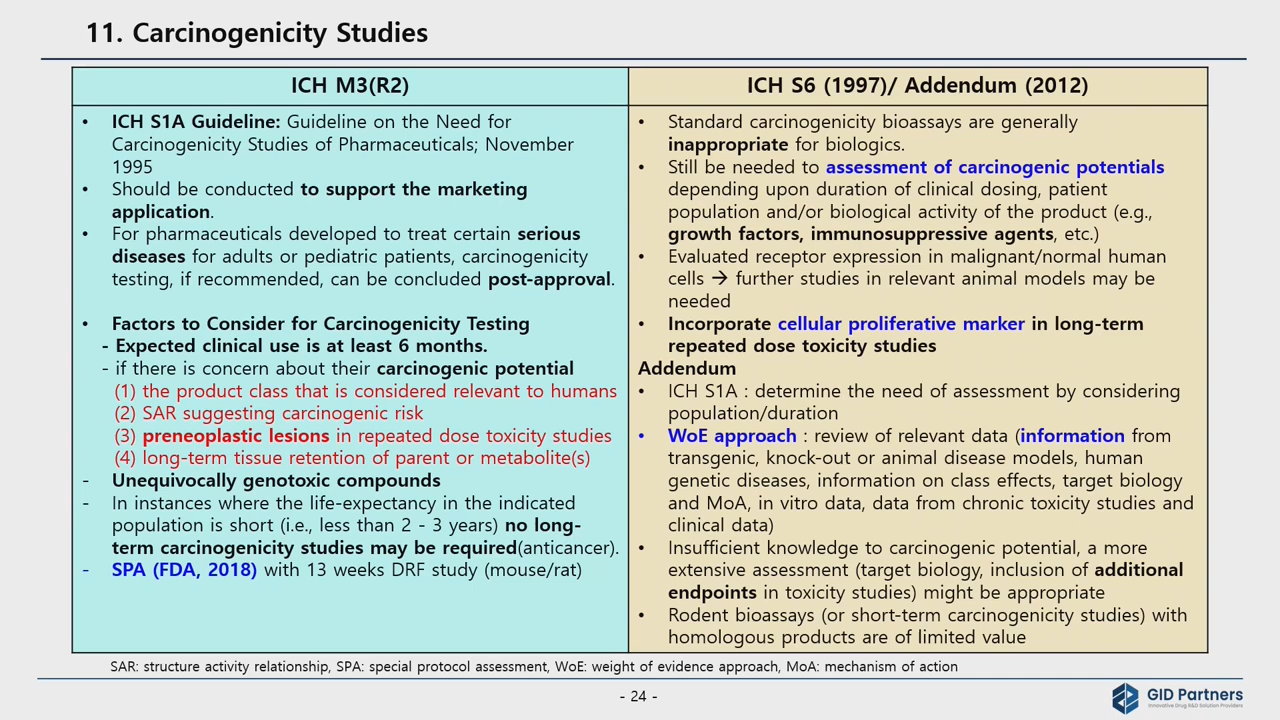 11. Carcinogenicity Studies
ICH M3(R2)
• ICH S1A Guideline: Guideline on the Need for
Carcinogenicity Studies of Pharmaceuticals; November
1995
• Should be conducted to support the marketing
application.
• For pharmaceuticals developed to treat certain serious
diseases for adults or pediatric patients, carcinogenicity
testing, if recommended, can be concluded post-approval.
• Factors to Consider for Carcinogenicity Testing
- Expected clinical use is at least 6 months.
- if there is concern about their carcinogenic potential
(1) the product class that is considered relevant to humans
(2) SAR suggesting carcinogenic risk
(3) preneoplastic lesions in repeated dose toxicity studies
(4) long-term tissue retention of parent or metabolite(s)
- Unequivocally genotoxic compounds
- In instances where the life-expectancy in the indicated
population is short (i.e., less than 2 - 3 years) no long-
term carcinogenicity studies may be required(anticancer).
- SPA (FDA, 2018) with 13 weeks DRF study (mouse/rat)
ICH S6 (1997)/ Addendum (2012)
• Standard carcinogenicity bioassays are generally
inappropriate for biologics.
• Still be needed to assessment of carcinogenic potentials
depending upon duration of clinical dosing, patient
population and/or biological activity of the product (e.g.,
growth factors, immunosuppressive agents, etc.)
• Evaluated receptor expression in malignant/normal human
cells → further studies in relevant animal models may be
needed
• Incorporate cellular proliferative marker in long-term
repeated dose toxicity studies
Addendum
• ICH S1A : determine the need of assessment by considering
population/duration
• WoE approach : review of relevant data (information from
transgenic, knock-out or animal disease models, human
genetic diseases, information on class effects, target biology
and MoA, in vitro data, data from chronic toxicity studies and
clinical data)
• Insufficient knowledge to carcinogenic potential, a more
extensive assessment (target biology, inclusion of additional
endpoints in toxicity studies) might be appropriate
• Rodent bioassays (or short-term carcinogenicity studies) with
homologous products are of limited value
SAR: structure activity relationship, SPA: special protocol assessment, WoE: weight of evidence approach, MoA: mechanism of action
- 24 -
GID Partners
Innovative Drug R&D Solution Providers